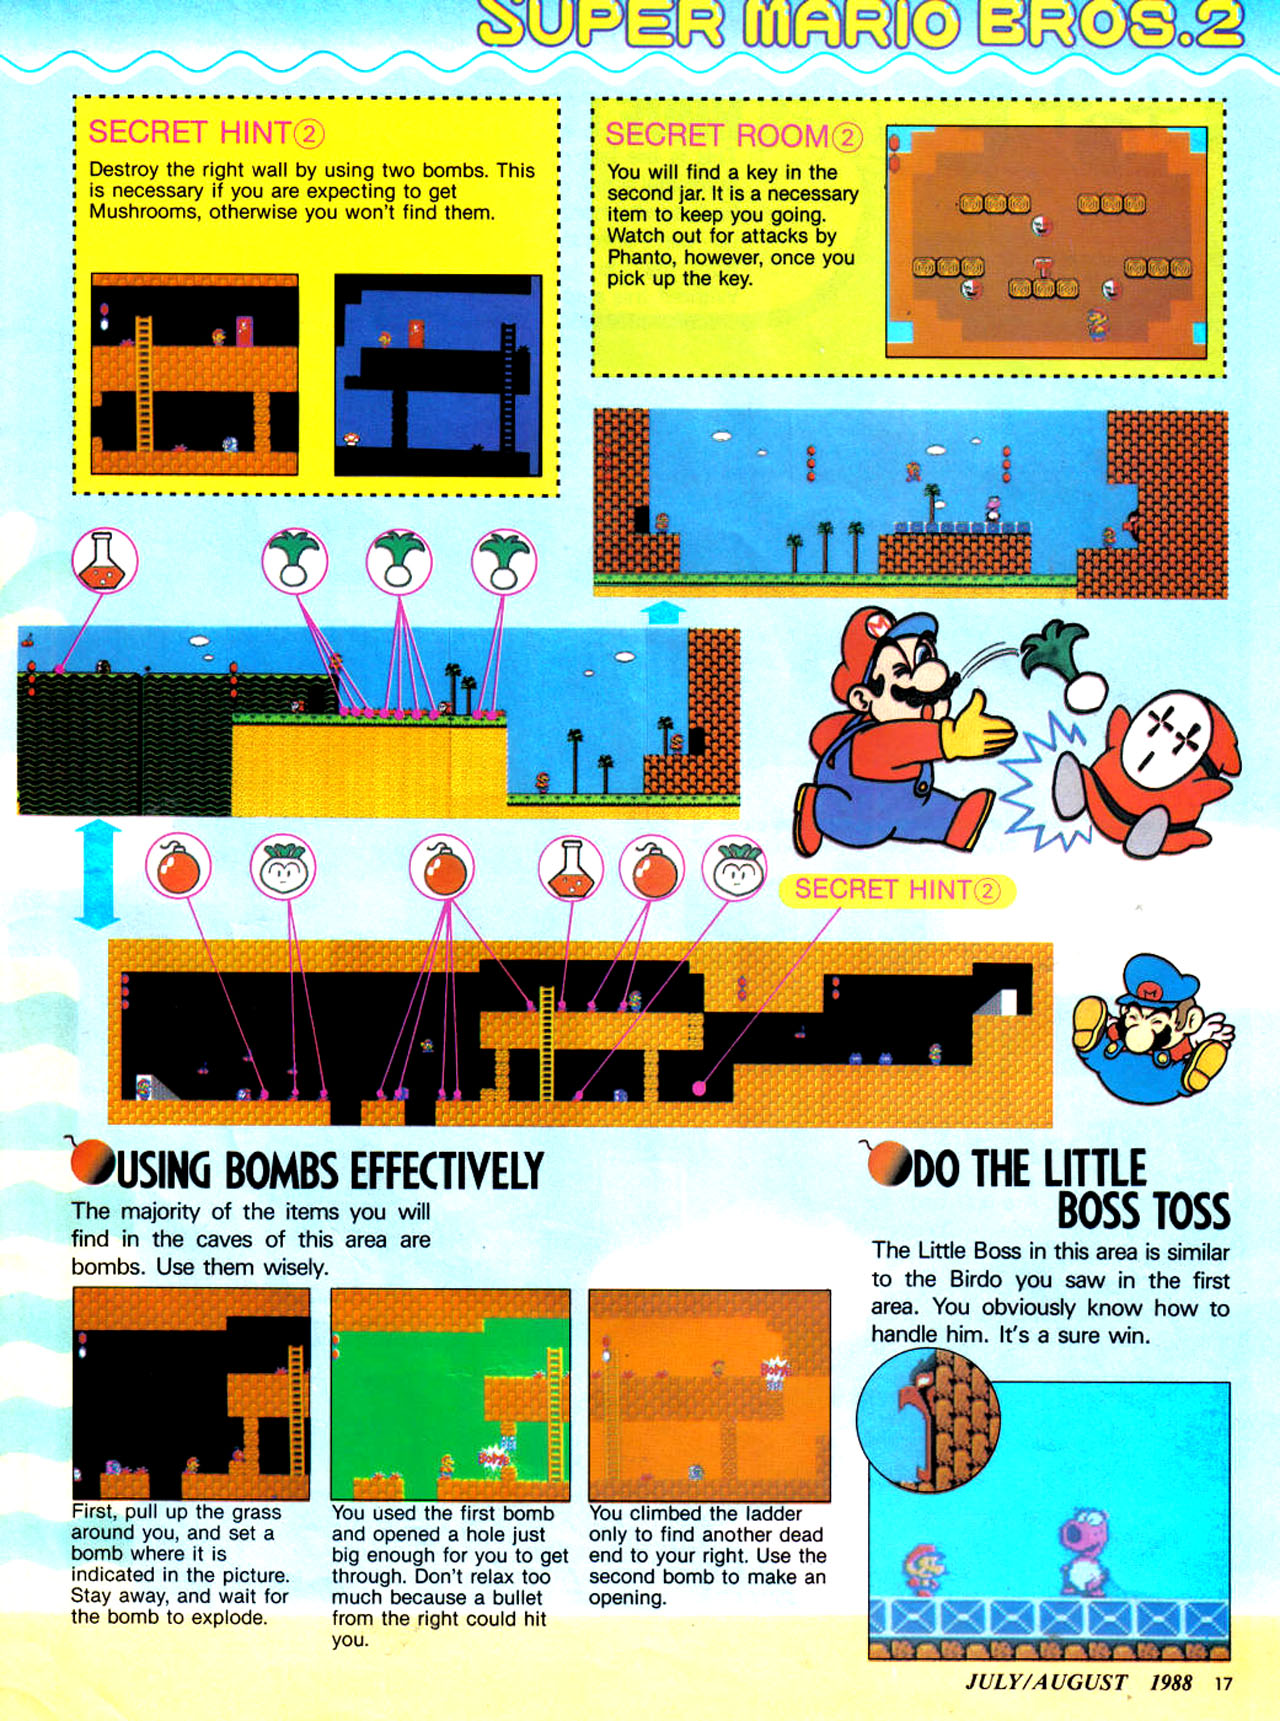 SUPER MARIO BROS.2
SECRET HINT②
Destroy the right wall by using two bombs. This
is necessary if you are expecting to get
Mushrooms, otherwise you won't find them.
SECRET ROOM②
You will find a key in the
second jar. It is a necessary
item to keep you going.
Watch out for attacks by
Phanto, however, once you
pick up the key.
M
SECRET HINT②
M
USING BOMBS EFFECTIVELY
The majority of the items you will
find in the caves of this area are
bombs. Use them wisely.
BOMB
BOMB
First, pull up the grass
around you, and set a
bomb where it is
indicated in the picture.
Stay away, and wait for
the bomb to explode.
You used the first bomb
and opened a hole just
big enough for you to get
through. Don't relax too
much because a bullet
from the right could hit
you.
You climbed the ladder
only to find another dead
end to your right. Use the
second bomb to make an
opening.
DO THE LITTLE
BOSS TOSS
The Little Boss in this area is similar
to the Birdo you saw in the first
area. You obviously know how to
handle him. It's a sure win.
JULY/AUGUST 1988 17